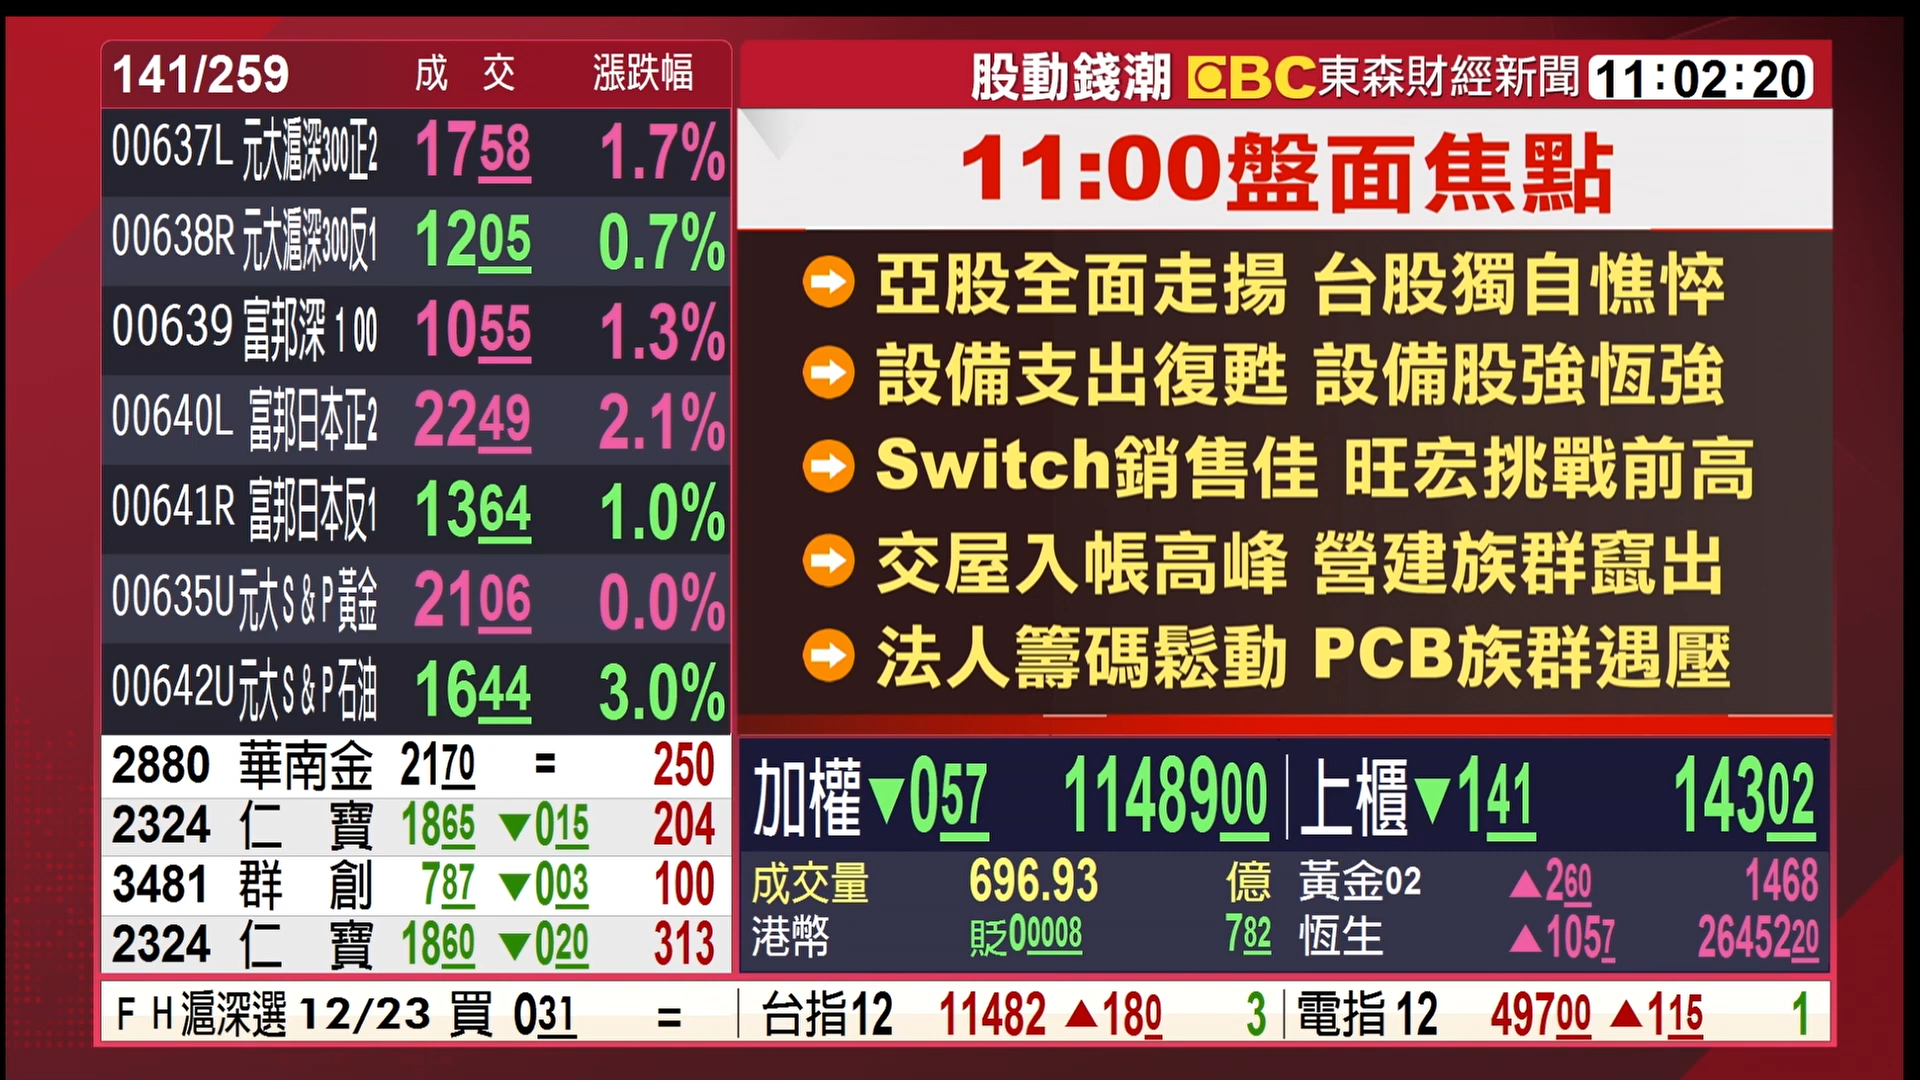 141/259 成 交 漲跌幅
00637L 元大滬深300正2 1758 1.7%
00638R 元大滬深300反1 1205 0.7%
00639 富邦深100 1055 1.3%
00640L 富邦日本正2 2249 2.1%
00641R 富邦日本反1 1364 1.0%
00635U 元大S&P黃金 2106 0.0%
00642U 元大S&P石油 1644 3.0%
2880 華南金 2170 = 250
2324 仁 寶 1865 ▼015 204
3481 群 創 787 ▼003 100
2324 仁 寶 1860 ▼020 313
股動錢潮 EBC東森財經新聞 11:02:20
11:00盤面焦點
亞股全面走揚 台股獨自憔悴
設備支出復甦 設備股強恆強
Switch銷售佳 旺宏挑戰前高
交屋入帳高峰 營建族群竄出
法人籌碼鬆動 PCB族群遇壓
加權▼057 1148900 上櫃▼141 14302
成交量 696.93 億 黃金02 ▲260 1468
港幣 貶00008 782 恆生 ▲1057 2645220
FH滬深選 12/23 買 031 = 台指12 11482 ▲180 3 電指12 49700 ▲115 1